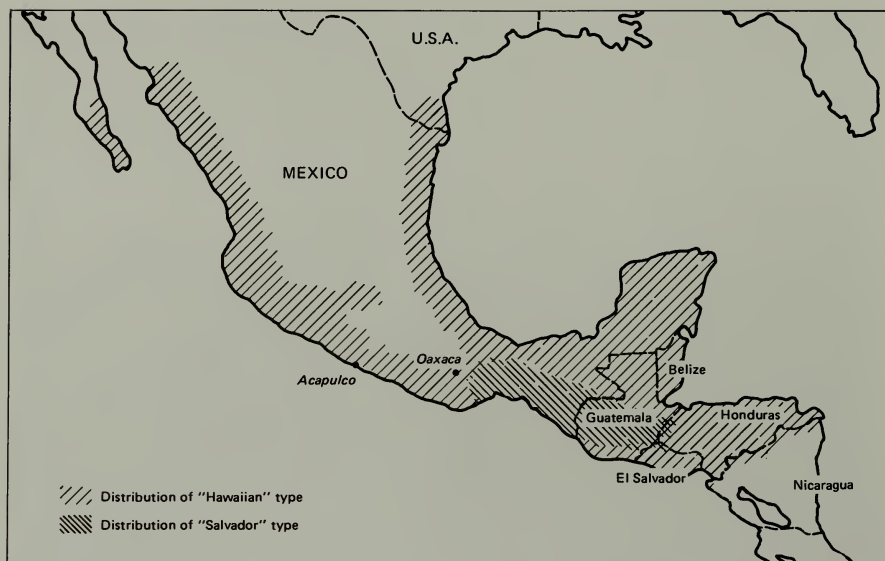 U.S.A.
MEXICO
Oaxaca
Acapulco
Belize
Guatemala
Honduras
El Salvador
Nicaragua
Distribution of "Hawaiian" type
Distribution of "Salvador" type